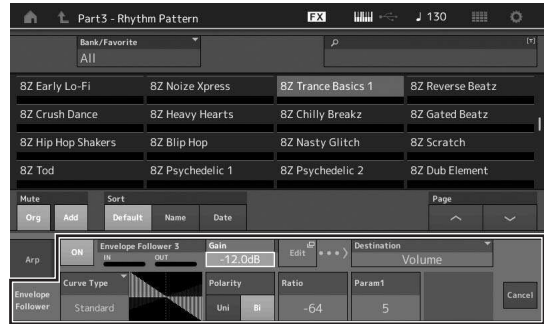 Part3 - Rhythm Pattern FX ♩ 130
Bank/Favorite
All
8Z Early Lo-Fi 8Z Noize Xpress 8Z Trance Basics 1 8Z Reverse Beatz
8Z Crush Dance 8Z Heavy Hearts 8Z Chilly Breakz 8Z Gated Beatz
8Z Hip Hop Shakers 8Z Blip Hop 8Z Nasty Glitch 8Z Scratch
8Z Tod 8Z Psychedelic 1 8Z Psychedelic 2 8Z Dub Element
Mute Sort Page
Org Add Default Name Date
Arp ON Envelope Follower 3 Gain Edit Destination
IN OUT -12.0dB Volume
Envelope Follower Curve Type Polarity Ratio Param1 Cancel
Standard Uni Bi -64 5